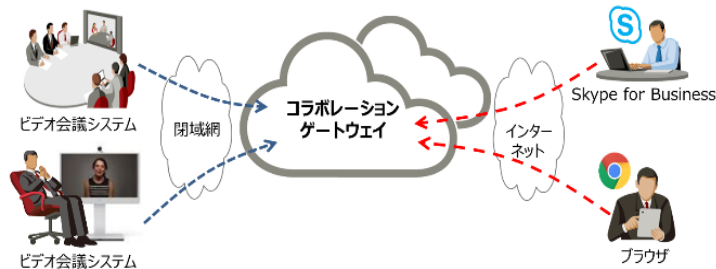 ビデオ会議システム
ビデオ会議システム
閉域網
コラボレーション
ゲートウェイ
インター
ネット
S
Skype for Business
ブラウザ